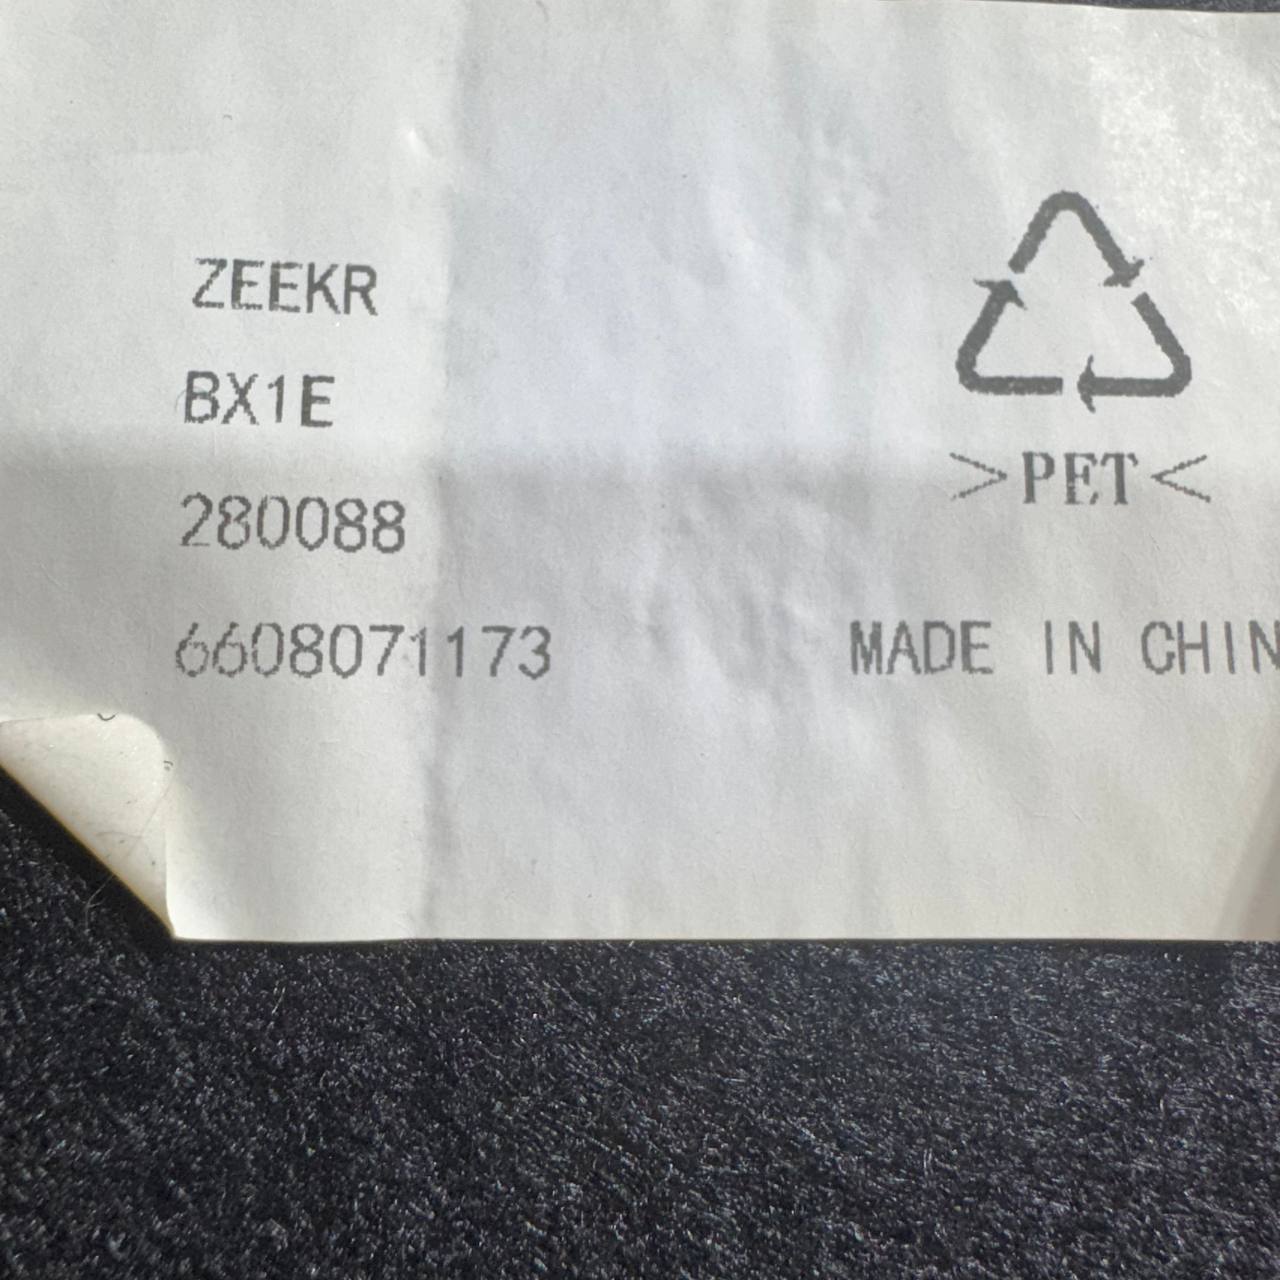 ZEEKR
BX1E
280088
6608071173
>PET<
MADE IN CHIN